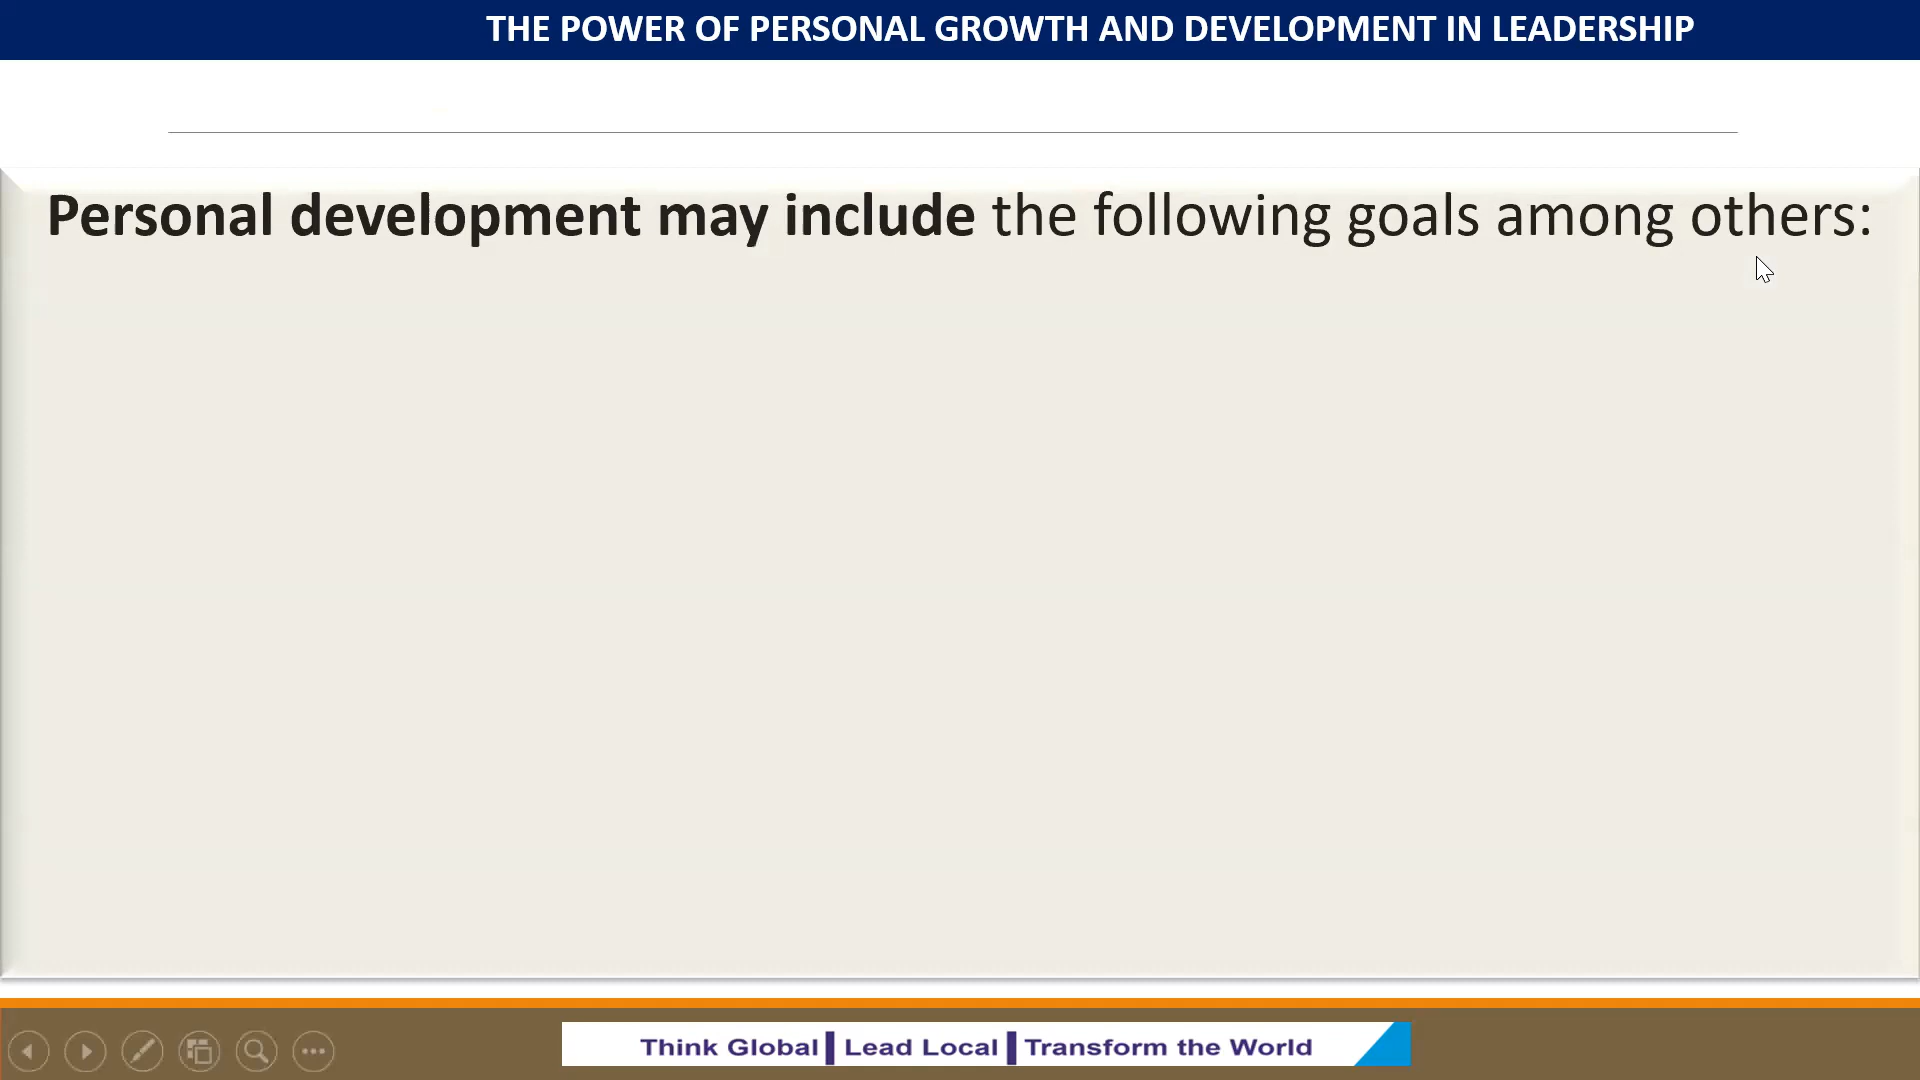 THE POWER OF PERSONAL GROWTH AND DEVELOPMENT IN LEADERSHIP
Personal development may include the following goals among others:
Think Global | Lead Local | Transform the World